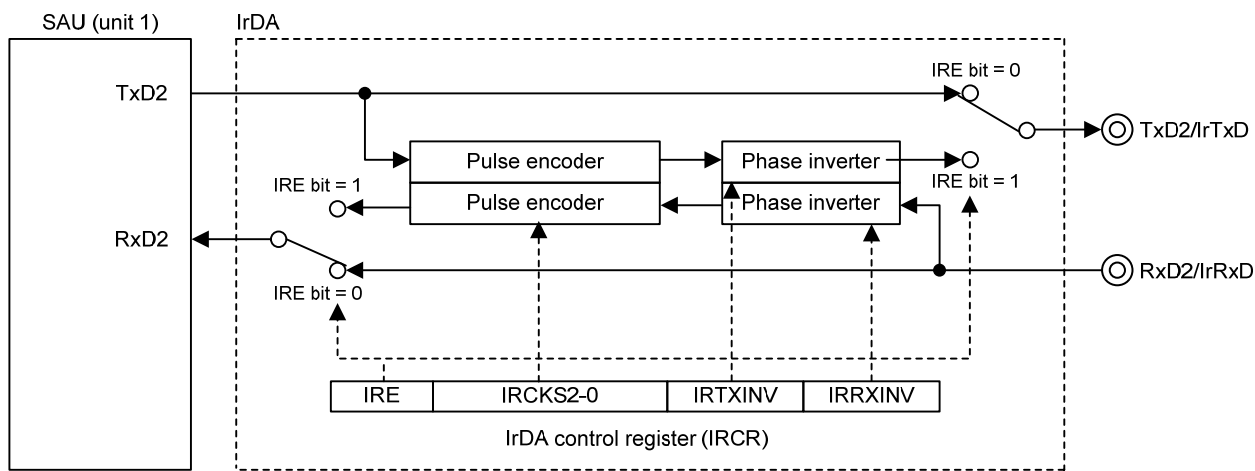 SAU (unit 1)
IrDA
IRE bit = 0
TxD2
TxD2/IrTxD
Pulse encoder
Phase inverter
IRE bit = 1
IRE bit = 1
Pulse encoder
Phase inverter
RxD2
RxD2/IrRxD
IRE bit = 0
IRE
IRCKS2-0
IRTXINV
IRRXINV
IrDA control register (IRCR)